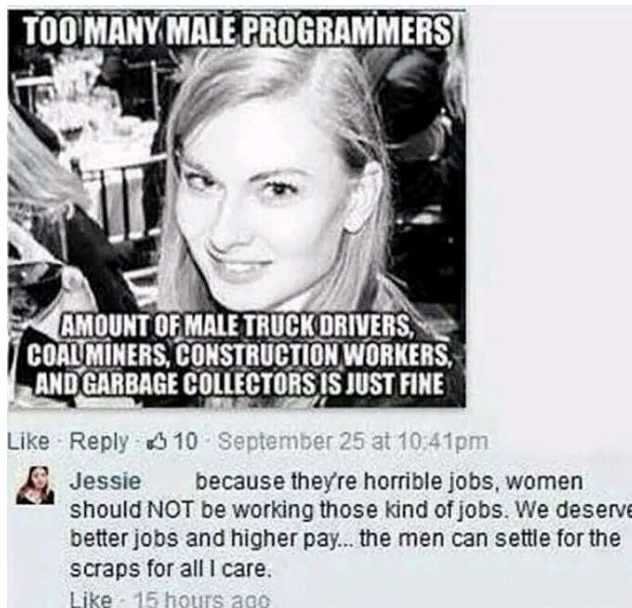 TOO MANY MALE PROGRAMMERS
AMOUNT OF MALE TRUCK DRIVERS,
COAL MINERS, CONSTRUCTION WORKERS,
AND GARBAGE COLLECTORS IS JUST FINE
Like · Reply · 10 · September 25 at 10:41pm
Jessie because they're horrible jobs, women
should NOT be working those kind of jobs. We deserve
better jobs and higher pay... the men can settle for the
scraps for all I care.
Like · 15 hours ago